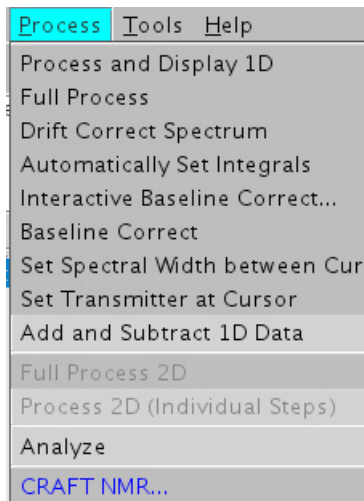 Process Tools Help
Process and Display 1D
Full Process
Drift Correct Spectrum
Automatically Set Integrals
Interactive Baseline Correct...
Baseline Correct
Set Spectral Width between Cur
Set Transmitter at Cursor
Add and Subtract 1D Data
Full Process 2D
Process 2D (Individual Steps)
Analyze
CRAFT NMR...